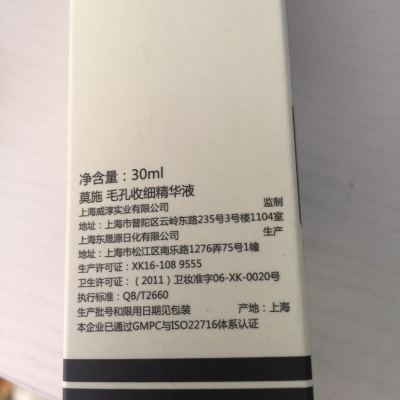 净含量：30ml
莫施 毛孔收细精华液
上海威淳实业有限公司 监制
地址：上海市普陀区云岭东路235号3号楼1104室
上海东晟源日化有限公司 生产
地址：上海市松江区南乐路1276弄75号1幢
生产许可证：XK16-108 9555
卫生许可证：（2011）卫妆准字06-XK-0020号
执行标准：QB/T2660
生产批号和限用日期见包装 产地：上海
本企业已通过GMPC与ISO22716体系认证